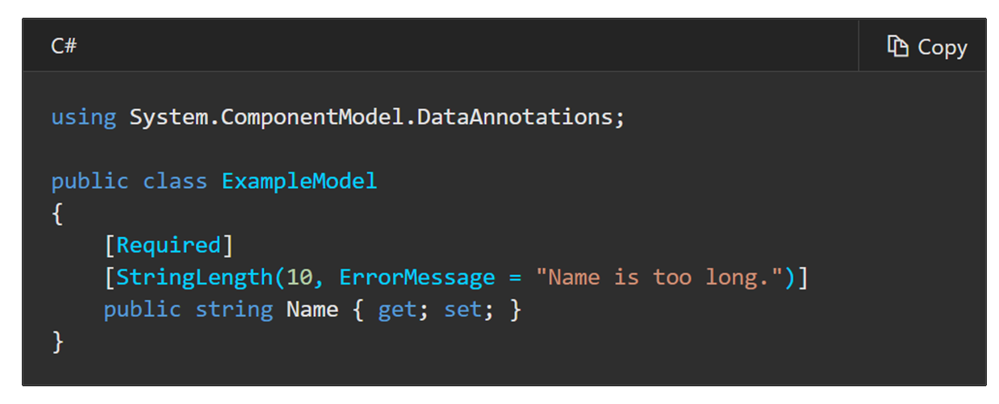 C#
Copy
using System.ComponentModel.DataAnnotations;
public class ExampleModel
{
    [Required]
    [StringLength(10, ErrorMessage = "Name is too long.")]
    public string Name { get; set; }
}